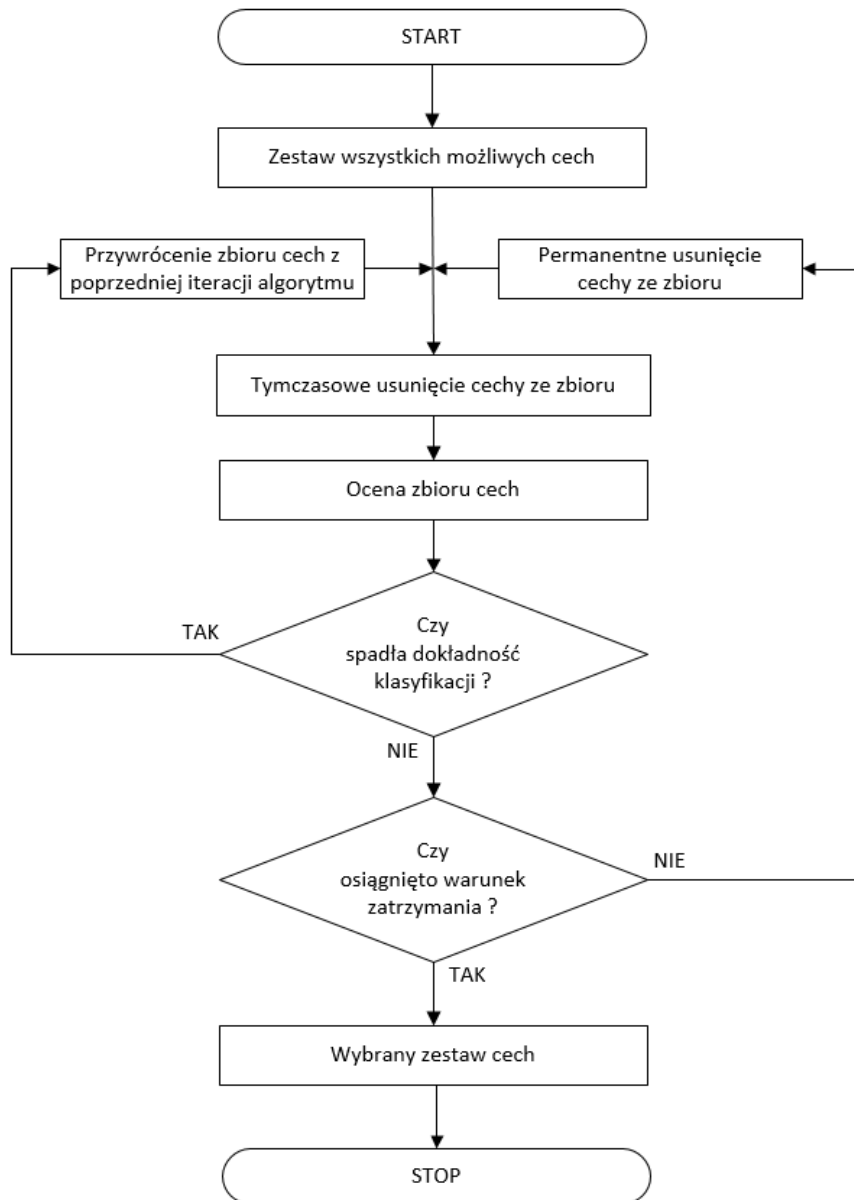 START
Zestaw wszystkich możliwych cech
Przywrócenie zbioru cech z
poprzedniej iteracji algorytmu
Permanentne usunięcie
cechy ze zbioru
Tymczasowe usunięcie cechy ze zbioru
Ocena zbioru cech
Czy
spadła dokładność
klasyfikacji ?
TAK
NIE
Czy
osiągnięto warunek
zatrzymania ?
NIE
TAK
Wybrany zestaw cech
STOP